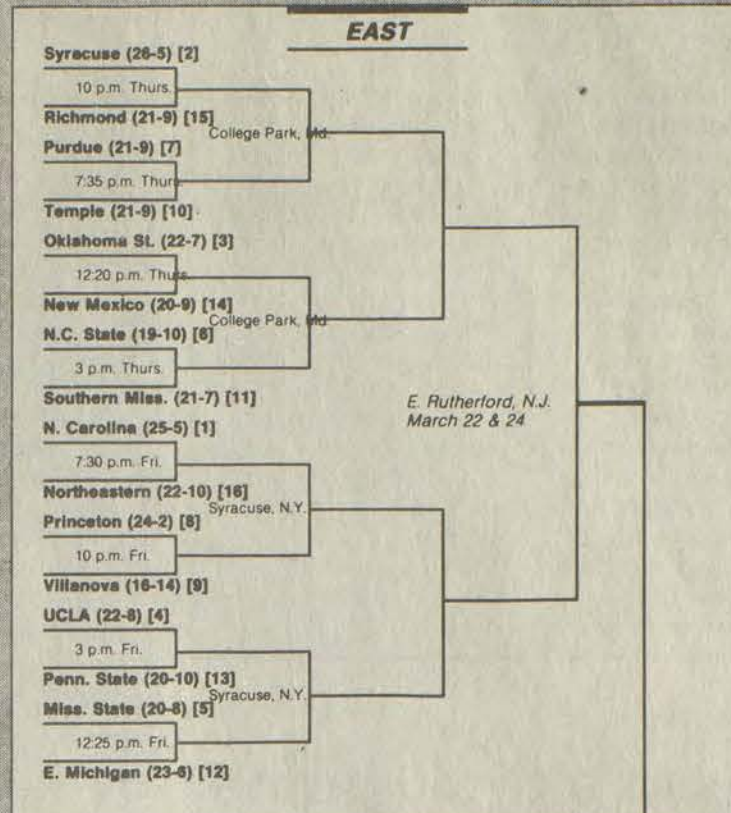 EAST
Syracuse (26-5) [2]
10 p.m. Thurs.
Richmond (21-9) [15]
College Park, Md.
Purdue (21-9) [7]
7:35 p.m. Thurs.
Temple (21-9) [10]
Oklahoma St. (22-7) [3]
12:20 p.m. Thurs.
New Mexico (20-9) [14]
College Park, Md.
N.C. State (19-10) [6]
3 p.m. Thurs.
Southern Miss. (21-7) [11]
E. Rutherford, N.J.
March 22 & 24
N. Carolina (25-5) [1]
7:30 p.m. Fri.
Northeastern (22-10) [16]
Syracuse, N.Y.
Princeton (24-2) [8]
10 p.m. Fri.
Villanova (16-14) [9]
UCLA (22-8) [4]
3 p.m. Fri.
Penn. State (20-10) [13]
Syracuse, N.Y.
Miss. State (20-8) [5]
12:25 p.m. Fri.
E. Michigan (23-6) [12]